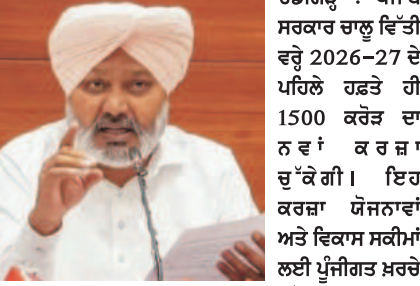 ਸਰਕਾਰ ਚਾਲੂ ਵਿੱਤੀ
ਵਰ੍ਹੇ 2026–27 ਦੇ
ਪਹਿਲੇ ਹਫ਼ਤੇ ਹੀ
1500 ਕਰੋੜ ਦਾ
ਨਵਾਂ ਕਰਜ਼ਾ
ਚੁੱਕੇਗੀ। ਇਹ
ਕਰਜ਼ਾ ਯੋਜਨਾਵਾਂ
ਅਤੇ ਵਿਕਾਸ ਸਕੀਮਾਂ
ਲਈ ਪੂੰਜੀਗਤ ਖ਼ਰਚੇ